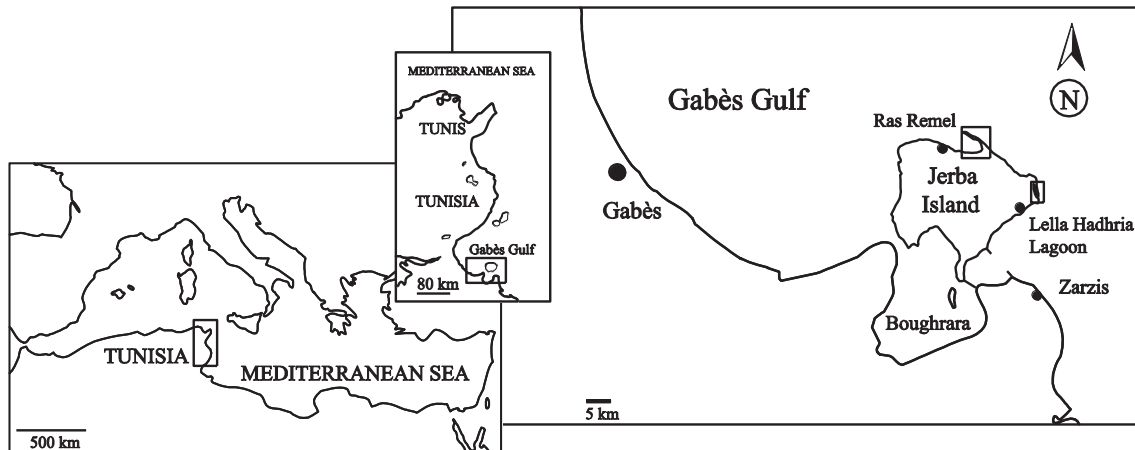 TUNISIA
MEDITERRANEAN SEA
500 km
MEDITERRANEAN SEA
TUNIS
TUNISIA
Gabès Gulf
80 km
Gabès Gulf
N
Ras Remel
Jerba
Island
Gabès
Lella Hadhria
Lagoon
Zarzis
Boughrara
5 km